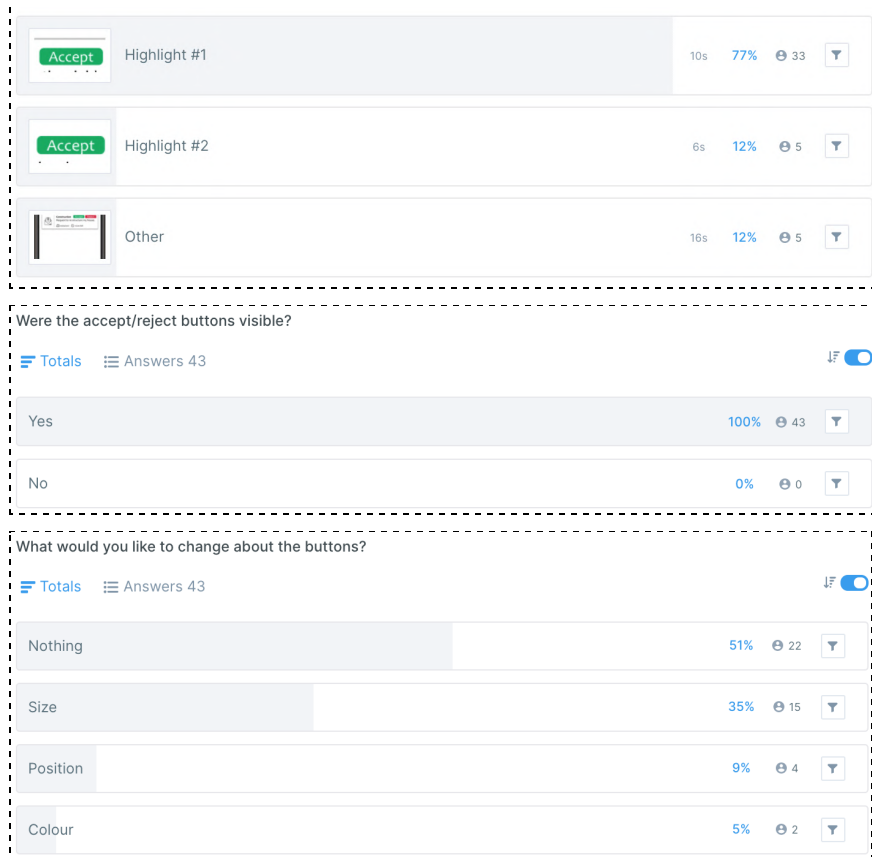 Accept Highlight #1 10s 77% 33
Accept Highlight #2 6s 12% 5
Other 16s 12% 5
Were the accept/reject buttons visible?
Totals Answers 43
Yes 100% 43
No 0% 0
What would you like to change about the buttons?
Totals Answers 43
Nothing 51% 22
Size 35% 15
Position 9% 4
Colour 5% 2